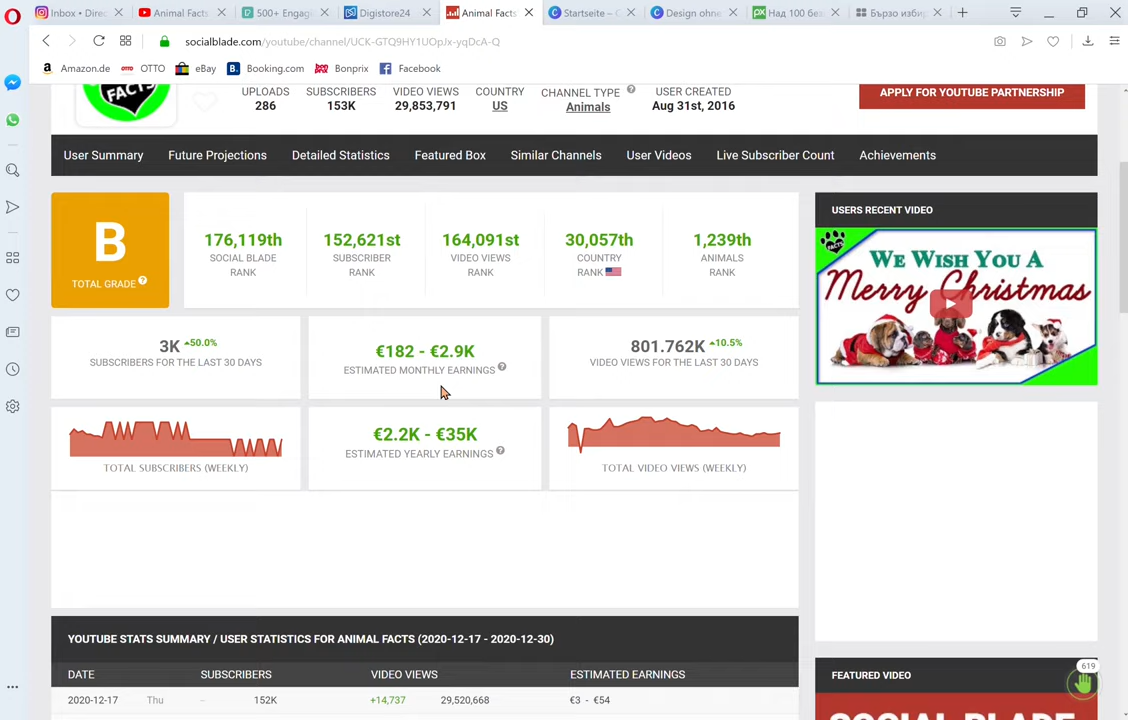 Inbox • Direc
Animal Facts
500+ Engagi
Digistore24
Animal Facts
Startseite – C
Design ohne
Над 100 без
Бързо избир
socialblade.com/youtube/channel/UCK-GTQ9HY1UOpJx-yqDcA-Q
Amazon.de
OTTO
eBay
Booking.com
Bonprix
Facebook
FACTS
UPLOADS
286
SUBSCRIBERS
153K
VIDEO VIEWS
29,853,791
COUNTRY
US
CHANNEL TYPE
Animals
USER CREATED
Aug 31st, 2016
APPLY FOR YOUTUBE PARTNERSHIP
User Summary
Future Projections
Detailed Statistics
Featured Box
Similar Channels
User Videos
Live Subscriber Count
Achievements
B
TOTAL GRADE
176,119th
SOCIAL BLADE
RANK
152,621st
SUBSCRIBER
RANK
164,091st
VIDEO VIEWS
RANK
30,057th
COUNTRY
RANK
1,239th
ANIMALS
RANK
USERS RECENT VIDEO
FACTS
WE WISH YOU A
Merry Christmas
3K 50.0%
SUBSCRIBERS FOR THE LAST 30 DAYS
€182 - €2.9K
ESTIMATED MONTHLY EARNINGS
801.762K 10.5%
VIDEO VIEWS FOR THE LAST 30 DAYS
TOTAL SUBSCRIBERS (WEEKLY)
€2.2K - €35K
ESTIMATED YEARLY EARNINGS
TOTAL VIDEO VIEWS (WEEKLY)
YOUTUBE STATS SUMMARY / USER STATISTICS FOR ANIMAL FACTS (2020-12-17 - 2020-12-30)
DATE SUBSCRIBERS VIDEO VIEWS ESTIMATED EARNINGS
2020-12-17 Thu – 152K +14,737 29,520,668 €3 - €54
FEATURED VIDEO
619
SOCIAL BLADE